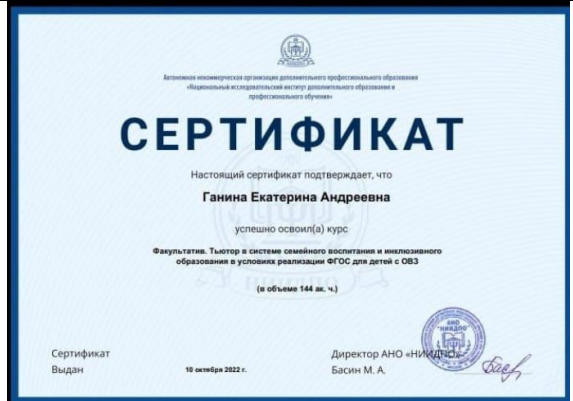 Автономная некоммерческая организация дополнительного профессионального образования
«Национальный исследовательский институт дополнительного образования и
профессионального обучения»
СЕРТИФИКАТ
Настоящий сертификат подтверждает, что
Ганина Екатерина Андреевна
успешно освоил(а) курс
Факультатив. Тьютор в системе семейного воспитания и инклюзивного
образования в условиях реализации ФГОС для детей с ОВЗ
(в объеме 144 ак. ч.)
Сертификат
Выдан
10 октября 2022 г.
Директор АНО «НИИДПО»
Басин М. А.
АНО
"НИИДПО"